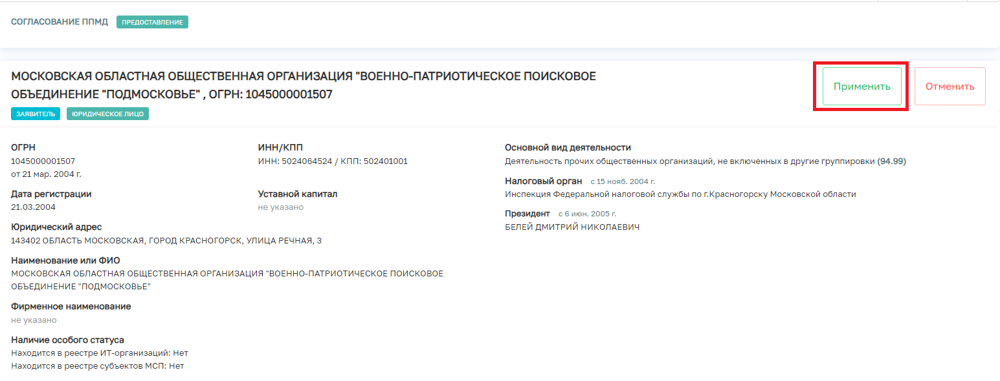 СОГЛАСОВАНИЕ ППМД ПРЕДОСТАВЛЕНИЕ
МОСКОВСКАЯ ОБЛАСТНАЯ ОБЩЕСТВЕННАЯ ОРГАНИЗАЦИЯ "ВОЕННО-ПАТРИОТИЧЕСКОЕ ПОИСКОВОЕ
ОБЪЕДИНЕНИЕ "ПОДМОСКОВЬЕ" , ОГРН: 1045000001507
Применить
Отменить
ЗАЯВИТЕЛЬ ЮРИДИЧЕСКОЕ ЛИЦО
ОГРН
1045000001507
от 21 мар. 2004 г.
ИНН/КПП
ИНН: 5024064524 / КПП: 502401001
Дата регистрации
21.03.2004
Уставной капитал
не указано
Юридический адрес
143402 ОБЛАСТЬ МОСКОВСКАЯ, ГОРОД КРАСНОГОРСК, УЛИЦА РЕЧНАЯ, 3
Наименование или ФИО
МОСКОВСКАЯ ОБЛАСТНАЯ ОБЩЕСТВЕННАЯ ОРГАНИЗАЦИЯ "ВОЕННО-ПАТРИОТИЧЕСКОЕ ПОИСКОВОЕ
ОБЪЕДИНЕНИЕ "ПОДМОСКОВЬЕ"
Фирменное наименование
не указано
Наличие особого статуса
Находится в реестре ИТ-организаций: Нет
Находится в реестре субъектов МСП: Нет
Основной вид деятельности
Деятельность прочих общественных организаций, не включенных в другие группировки (94.99)
Налоговый орган с 15 нояб. 2004 г.
Инспекция Федеральной налоговой службы по г.Красногорску Московской области
Президент с 6 июн. 2005 г.
БЕЛЕЙ ДМИТРИЙ НИКОЛАЕВИЧ